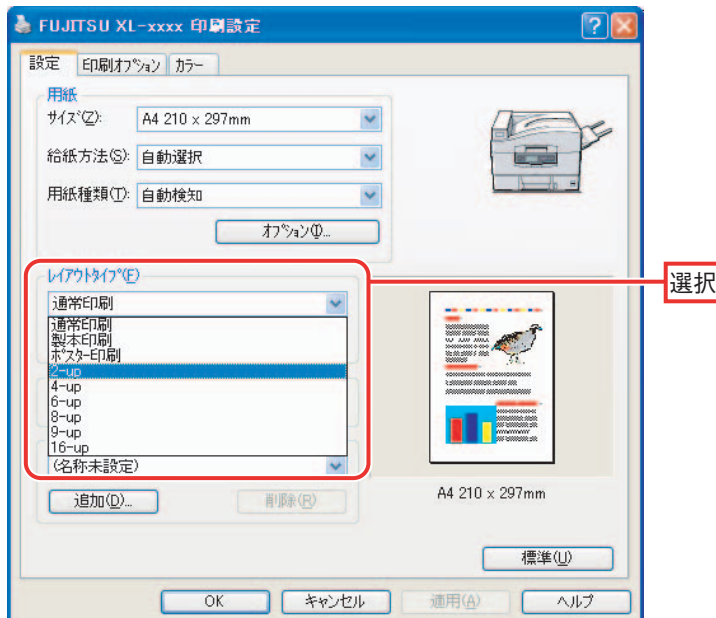 FUJITSU XL-xxxx 印刷設定
設定 印刷オプション カラー
用紙
サイズ(Z): A4 210 x 297mm
給紙方法(S): 自動選択
用紙種類(T): 自動検知
オプション(I)...
レイアウトタイプ(F)
選択
通常印刷
通常印刷
製本印刷
ポスター印刷
2-up
4-up
6-up
8-up
9-up
16-up
(名称未設定)
追加(D)... 削除(R)
A4 210 x 297mm
標準(U)
OK キャンセル 適用(A) ヘルプ